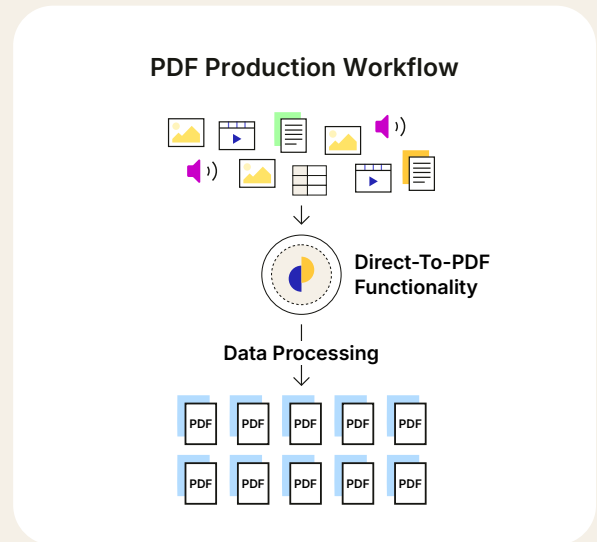 PDF Production Workflow
Direct-To-PDF
Functionality
Data Processing
PDF PDF PDF PDF PDF
PDF PDF PDF PDF PDF